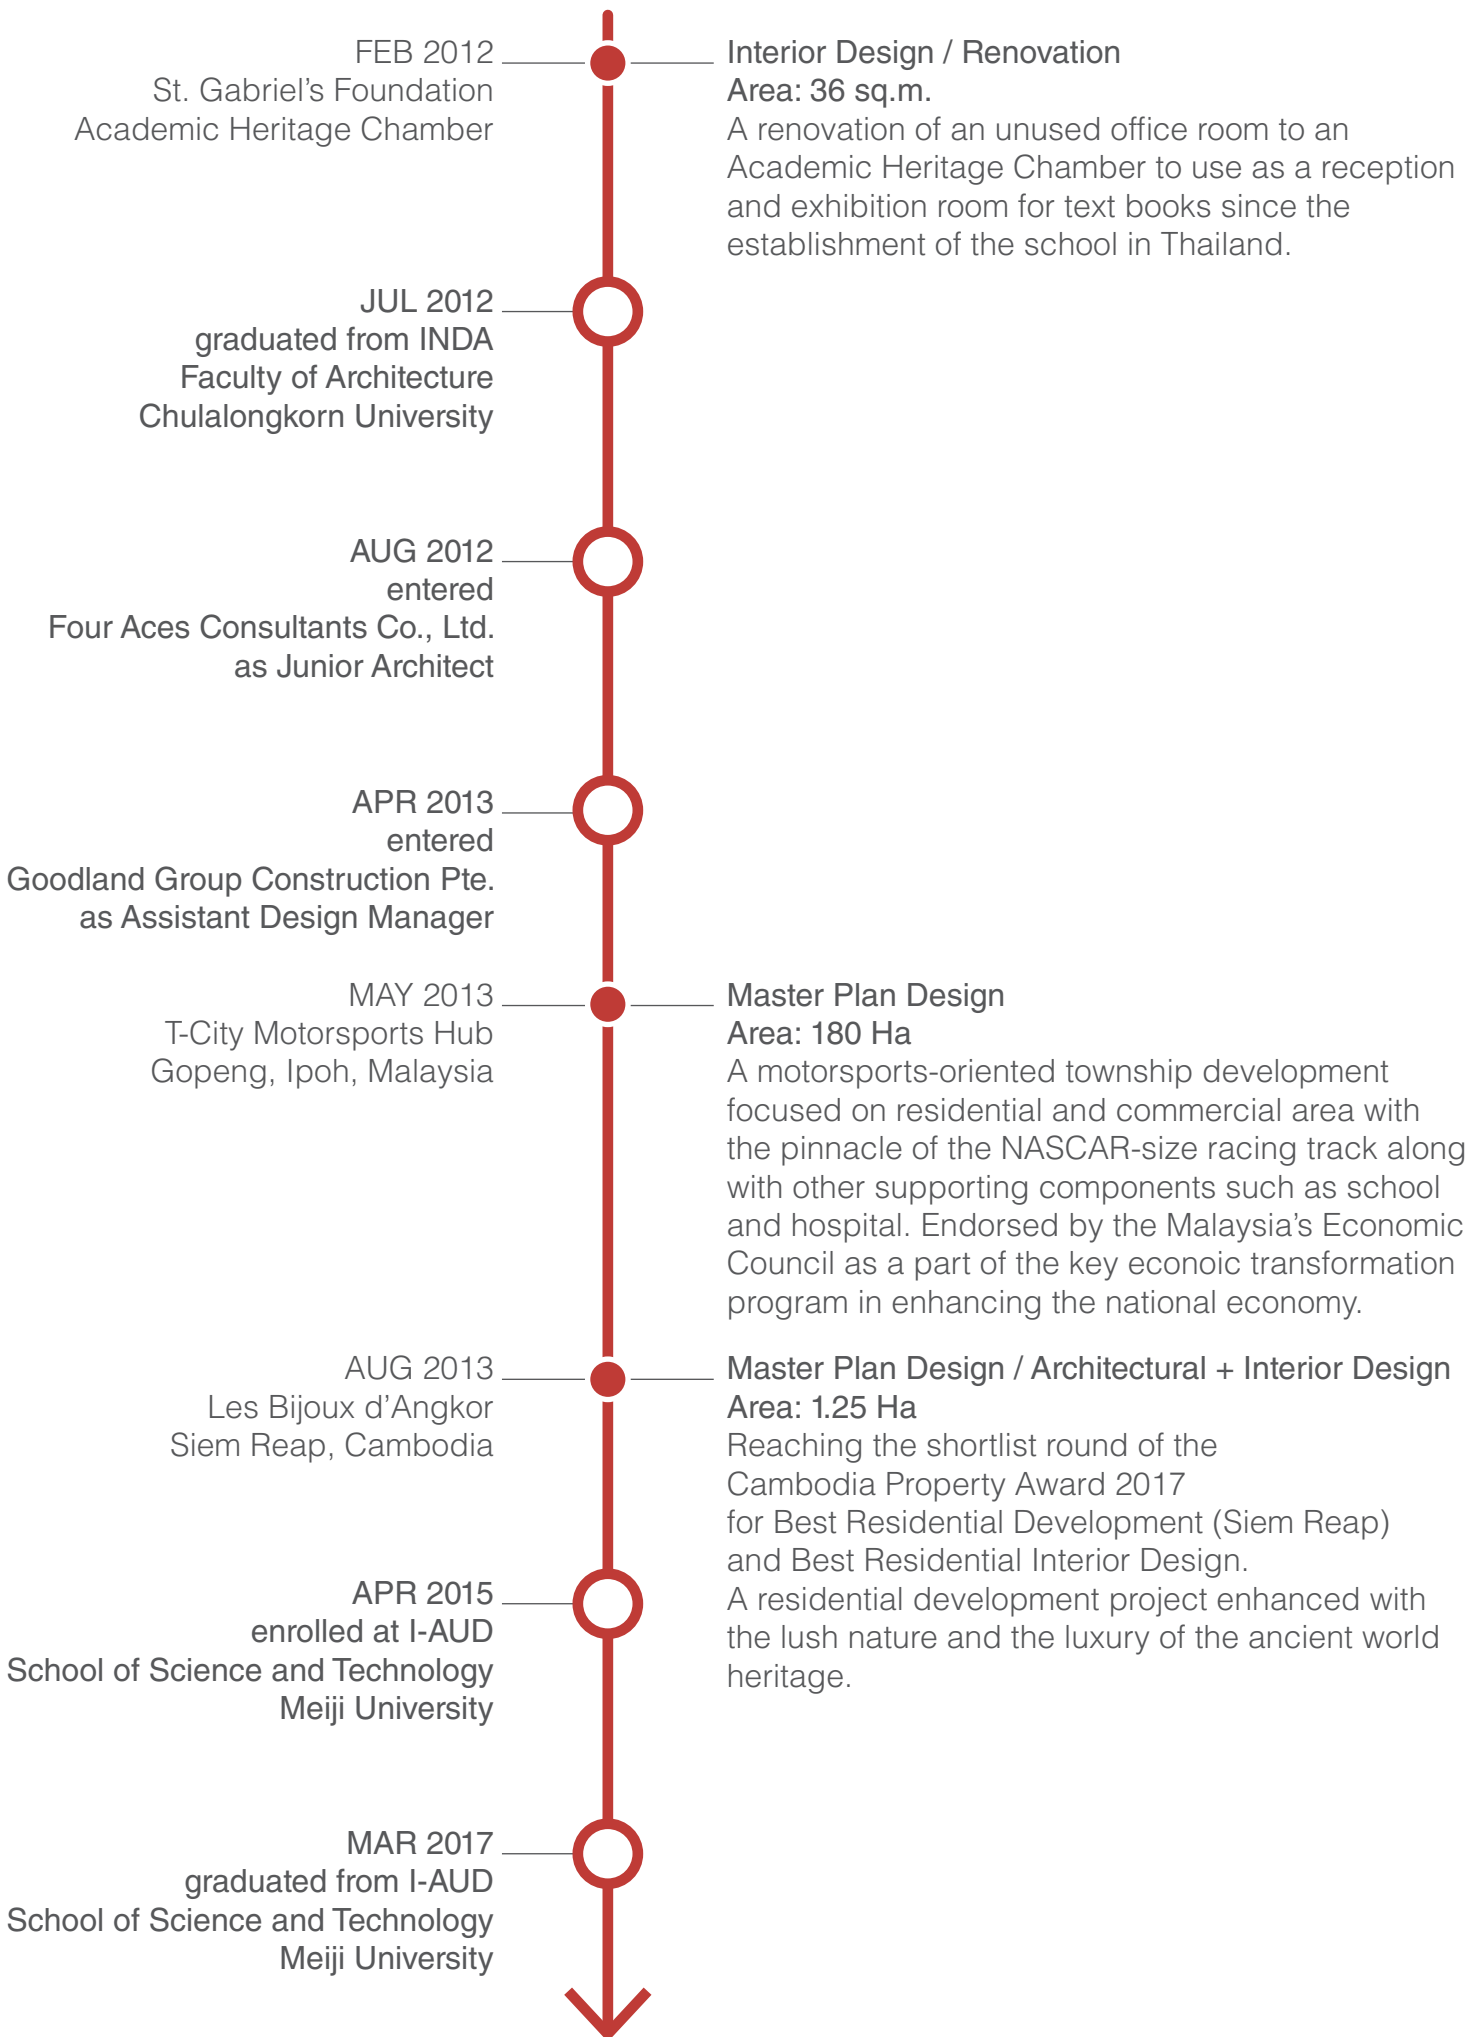 FEB 2012
St. Gabriel’s Foundation
Academic Heritage Chamber
Interior Design / Renovation
Area: 36 sq.m.
A renovation of an unused office room to an
Academic Heritage Chamber to use as a reception
and exhibition room for text books since the
establishment of the school in Thailand.
JUL 2012
graduated from INDA
Faculty of Architecture
Chulalongkorn University
AUG 2012
entered
Four Aces Consultants Co., Ltd.
as Junior Architect
APR 2013
entered
Goodland Group Construction Pte.
as Assistant Design Manager
MAY 2013
T-City Motorsports Hub
Gopeng, Ipoh, Malaysia
Master Plan Design
Area: 180 Ha
A motorsports-oriented township development
focused on residential and commercial area with
the pinnacle of the NASCAR-size racing track along
with other supporting components such as school
and hospital. Endorsed by the Malaysia’s Economic
Council as a part of the key econoic transformation
program in enhancing the national economy.
AUG 2013
Les Bijoux d’Angkor
Siem Reap, Cambodia
Master Plan Design / Architectural + Interior Design
Area: 1.25 Ha
Reaching the shortlist round of the
Cambodia Property Award 2017
for Best Residential Development (Siem Reap)
and Best Residential Interior Design.
A residential development project enhanced with
the lush nature and the luxury of the ancient world
heritage.
APR 2015
enrolled at I-AUD
School of Science and Technology
Meiji University
MAR 2017
graduated from I-AUD
School of Science and Technology
Meiji University